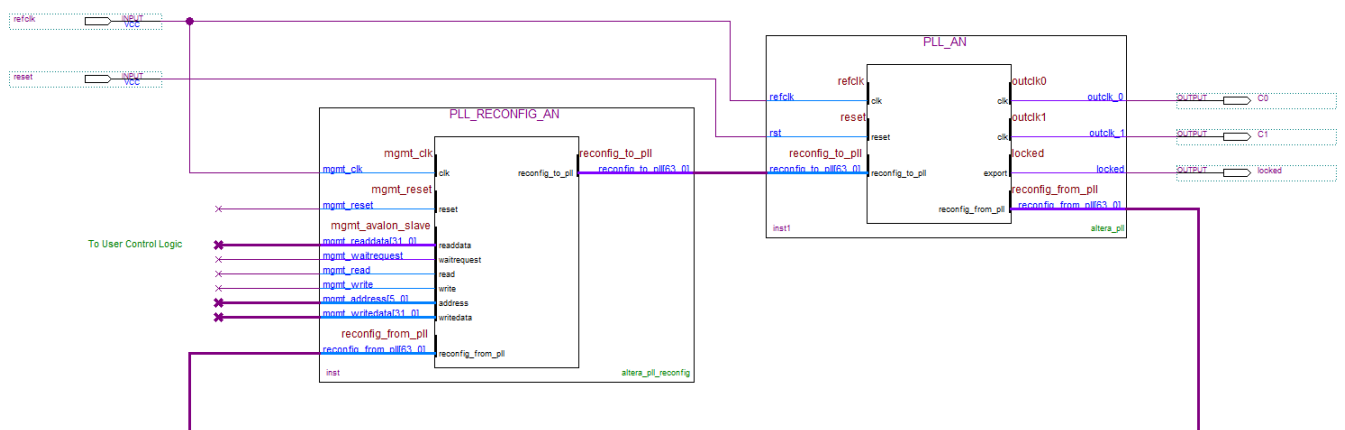 refclk INPUT VCC
reset INPUT VCC
PLL_RECONFIG_AN
mgmt_clk
mgmt_clk clk
mgmt_reset
mgmt_reset reset
mgmt_avalon_slave
To User Control Logic mgmt_readdata[31..0] readdata
mgmt_waitrequest waitrequest
mgmt_read read
mgmt_write write
mgmt_address[5..0] address
mgmt_writedata[31..0] writedata
reconfig_from_pll
reconfig_from_pll[63..0] reconfig_from_pll
reconfig_to_pll
reconfig_to_pll reconfig_to_pll[63..0]
inst altera_pll_reconfig
PLL_AN
refclk outclk0
refclk clk clk outclk_0 OUTPUT C0
reset outclk1
rst reset clk outclk_1 OUTPUT C1
reconfig_to_pll locked
reconfig_to_pll[63..0] reconfig_to_pll export locked OUTPUT locked
reconfig_from_pll
reconfig_from_pll reconfig_from_pll[63..0]
inst1 altera_pll